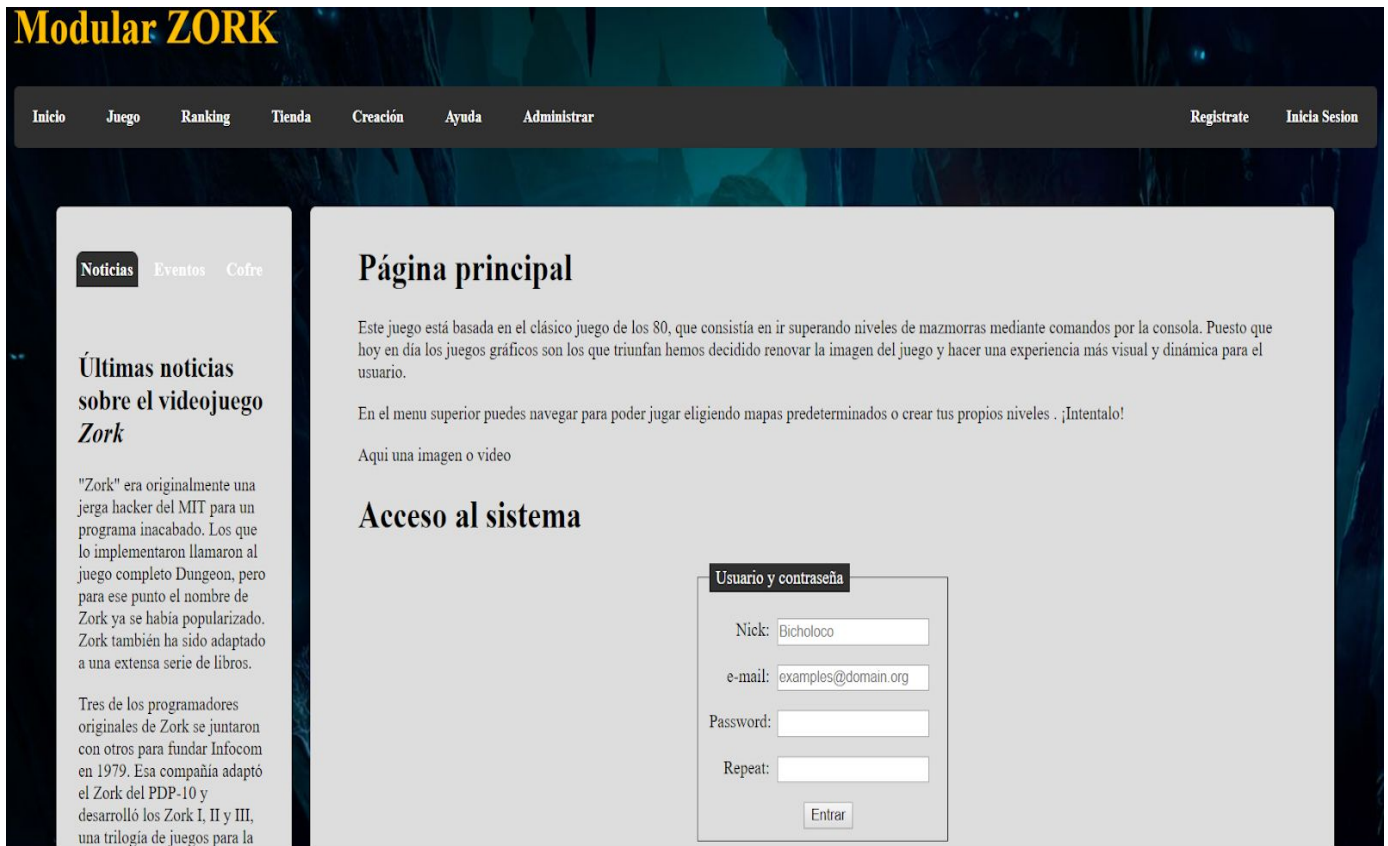 Modular ZORK
Inicio Juego Ranking Tienda Creación Ayuda Administrar Registrate Inicia Sesion
Noticias Eventos Cofre
Últimas noticias
sobre el videojuego
Zork
"Zork" era originalmente una
jerga hacker del MIT para un
programa inacabado. Los que
lo implementaron llamaron al
juego completo Dungeon, pero
para ese punto el nombre de
Zork ya se había popularizado.
Zork también ha sido adaptado
a una extensa serie de libros.
Tres de los programadores
originales de Zork se juntaron
con otros para fundar Infocom
en 1979. Esa compañía adaptó
el Zork del PDP-10 y
desarrolló los Zork I, II y III,
una trilogía de juegos para la
Página principal
Este juego está basada en el clásico juego de los 80, que consistía en ir superando niveles de mazmorras mediante comandos por la consola. Puesto que
hoy en día los juegos gráficos son los que triunfan hemos decidido renovar la imagen del juego y hacer una experiencia más visual y dinámica para el
usuario.
En el menu superior puedes navegar para poder jugar eligiendo mapas predeterminados o crear tus propios niveles . ¡Intentalo!
Aqui una imagen o video
Acceso al sistema
Usuario y contraseña
Nick: Bicholoco
e-mail: examples@domain.org
Password:
Repeat:
Entrar